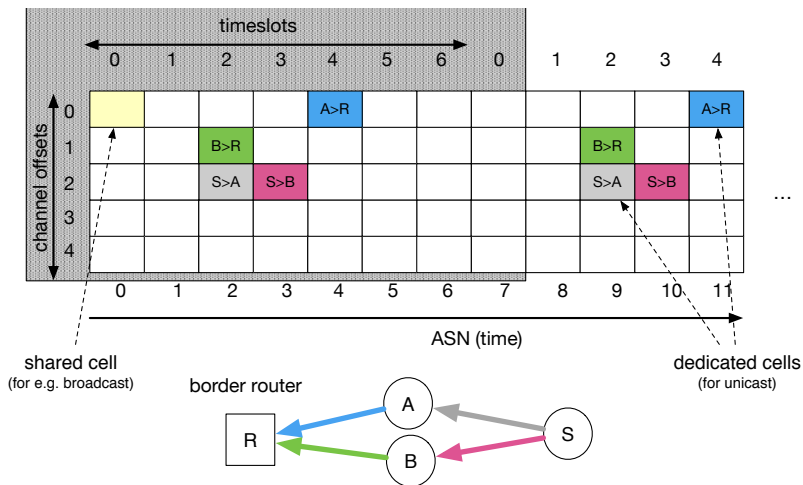 timeslots
0 1 2 3 4 5 6 0 1 2 3 4
channel offsets
0 A>R A>R
1 B>R B>R
2 S>A S>B S>A S>B
3
4
...
0 1 2 3 4 5 6 7 8 9 10 11
ASN (time)
shared cell
(for e.g. broadcast)
dedicated cells
(for unicast)
border router
A
R
S
B